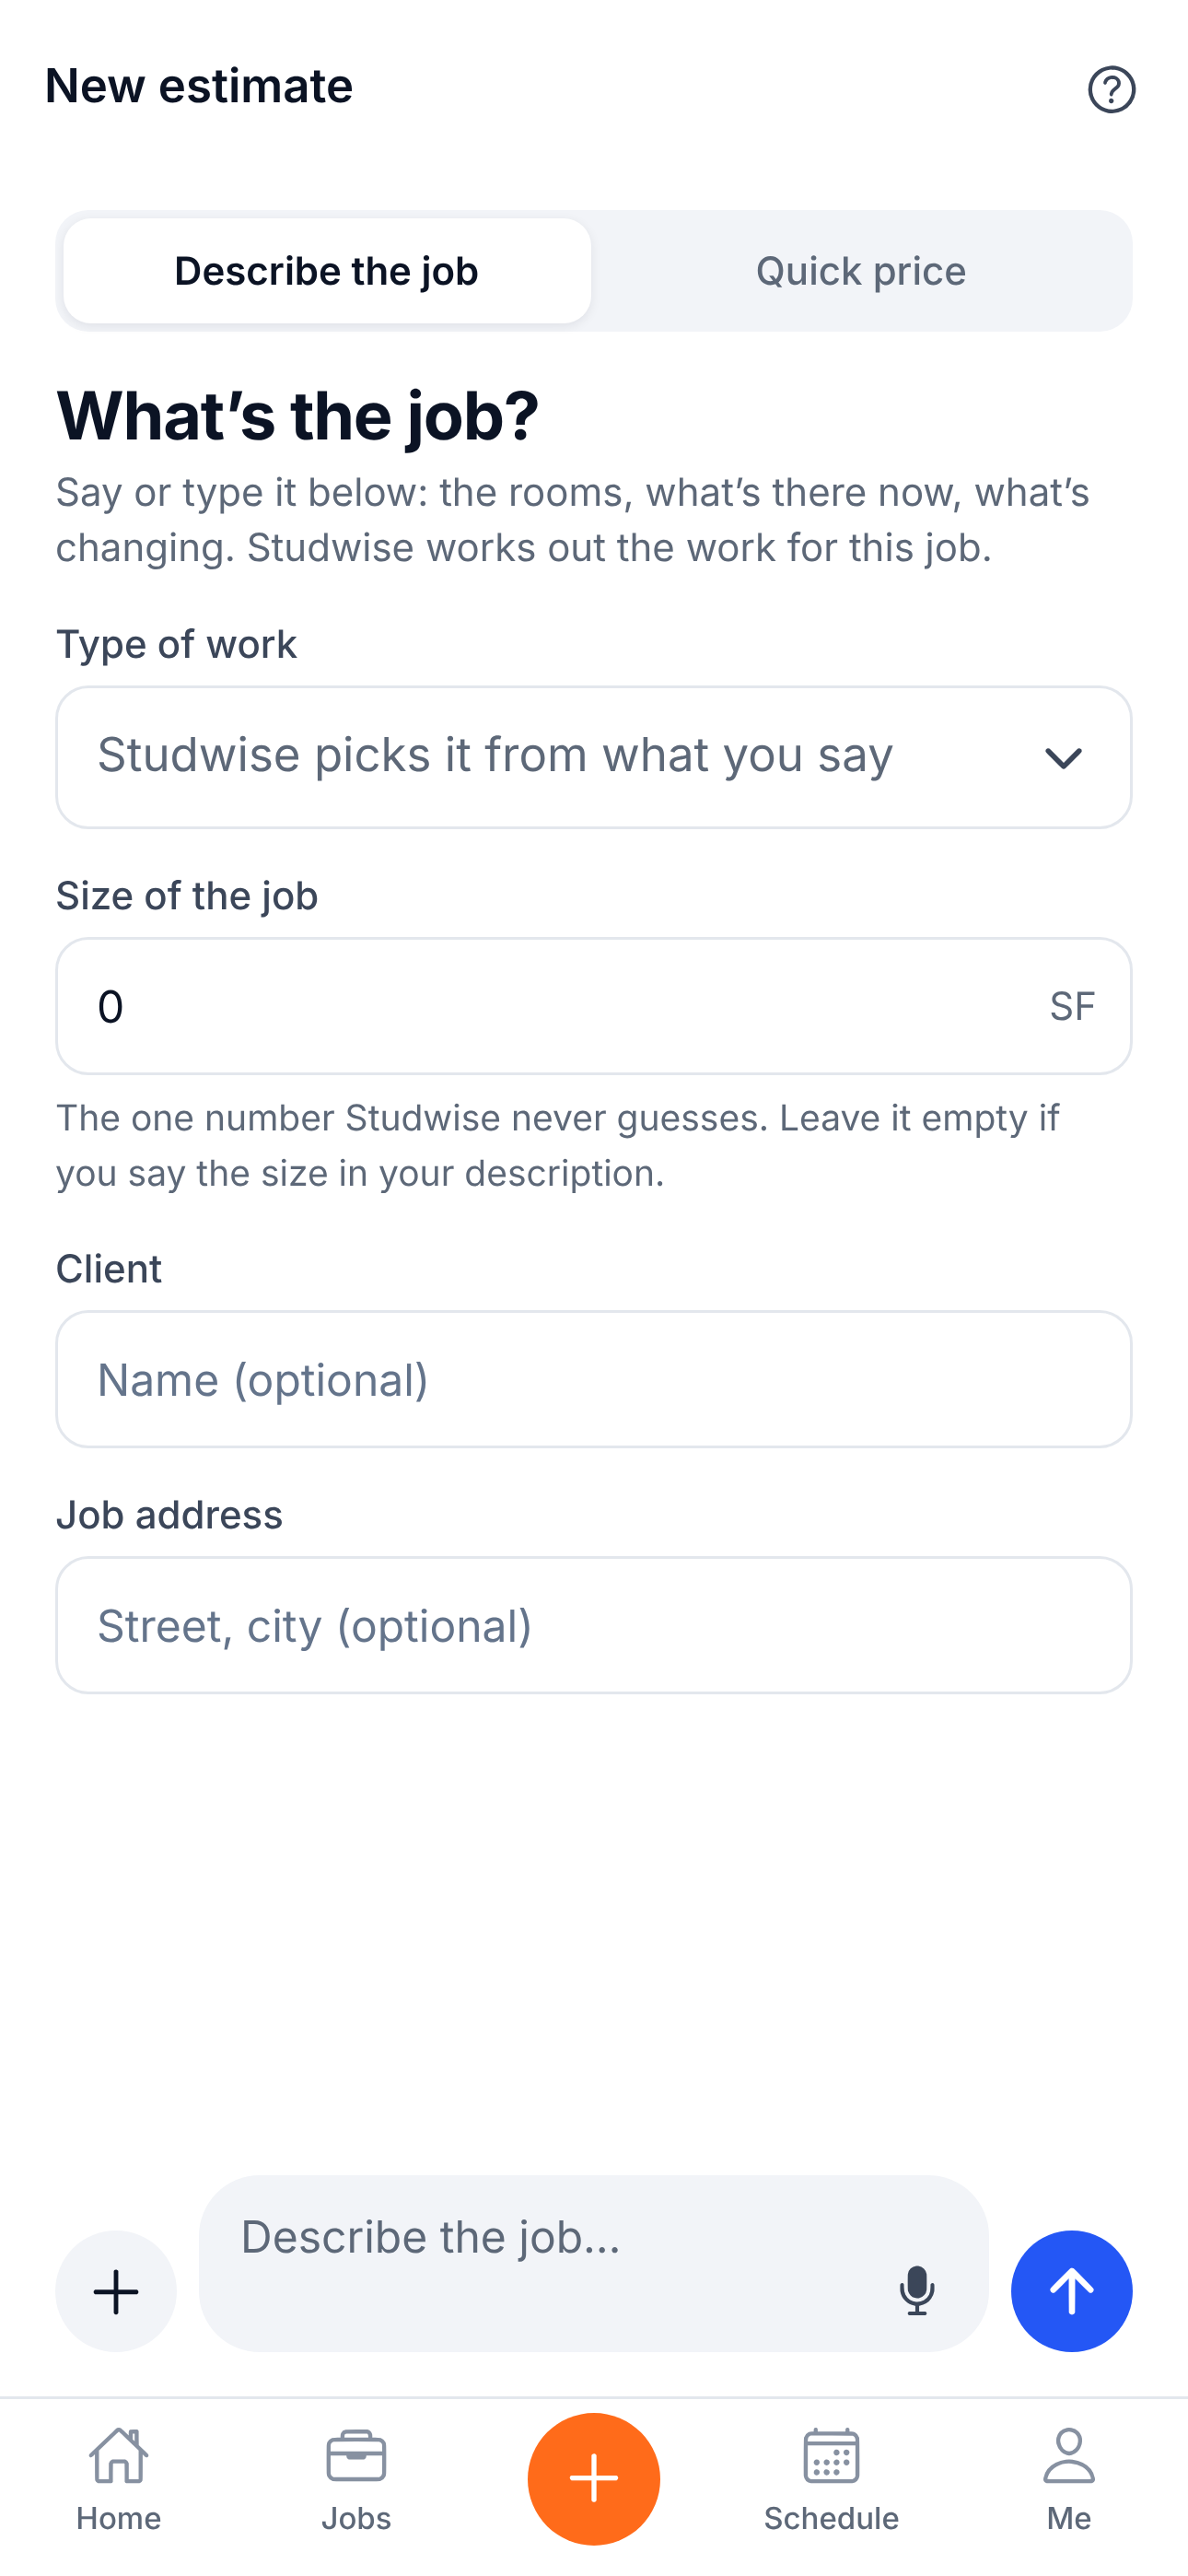 New estimate
Describe the job
Quick price
What’s the job?
Say or type it below: the rooms, what’s there now, what’s
changing. Studwise works out the work for this job.
Type of work
Studwise picks it from what you say
Size of the job
0 SF
The one number Studwise never guesses. Leave it empty if
you say the size in your description.
Client
Name (optional)
Job address
Street, city (optional)
Describe the job...
Home
Jobs
Schedule
Me